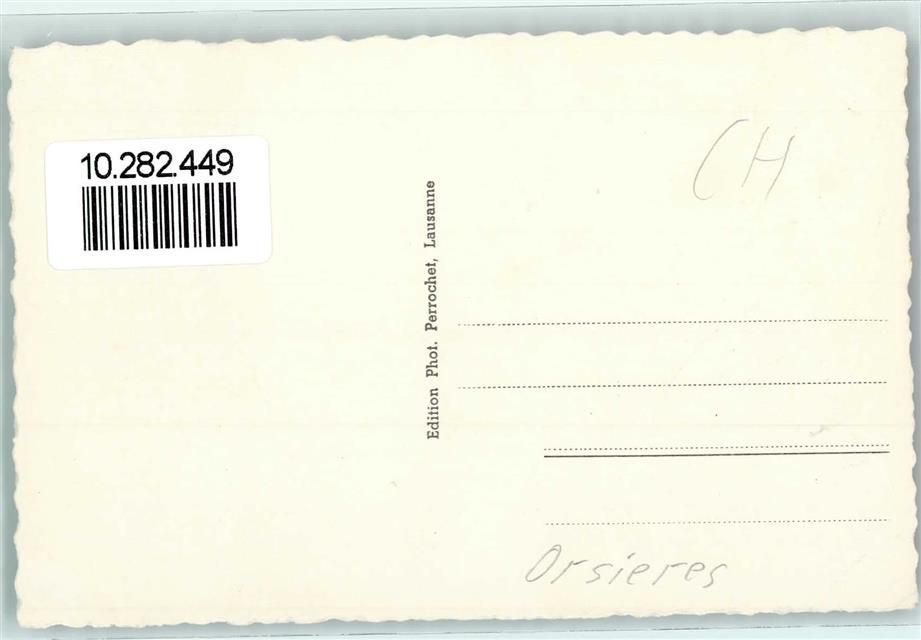 10.282.449
CH
Edition Phot. Perrochet, Lausanne
Orsieres